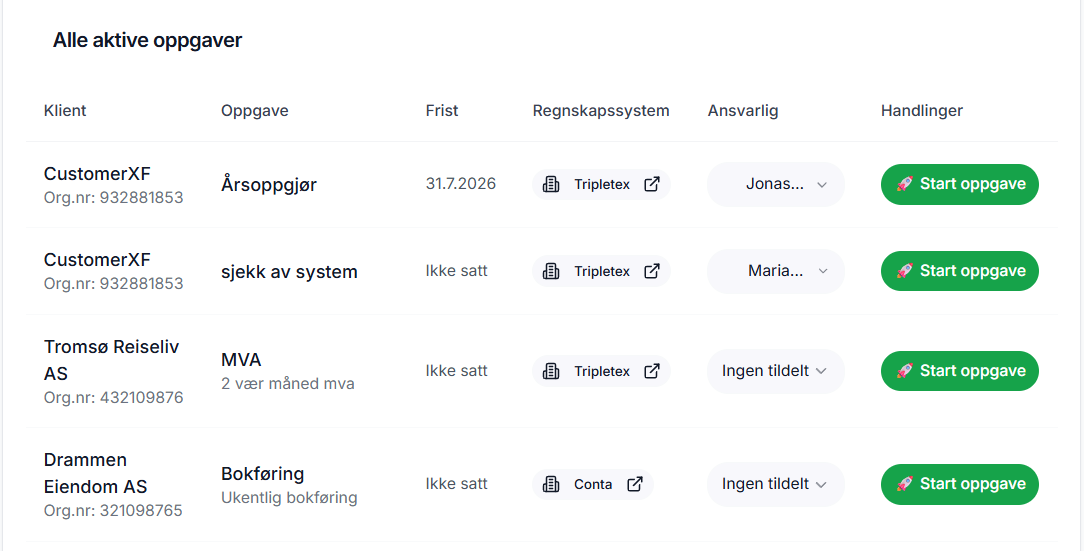 Alle aktive oppgaver
Klient Oppgave Frist Regnskapssystem Ansvarlig Handlinger
CustomerXF
Org.nr: 932881853
Årsoppgjør
31.7.2026
Tripletex
Jonas...
🚀 Start oppgave
CustomerXF
Org.nr: 932881853
sjekk av system
Ikke satt
Tripletex
Maria...
🚀 Start oppgave
Tromsø Reiseliv
AS
Org.nr: 432109876
MVA
2 vær måned mva
Ikke satt
Tripletex
Ingen tildelt
🚀 Start oppgave
Drammen
Eiendom AS
Org.nr: 321098765
Bokføring
Ukentlig bokføring
Ikke satt
Conta
Ingen tildelt
🚀 Start oppgave